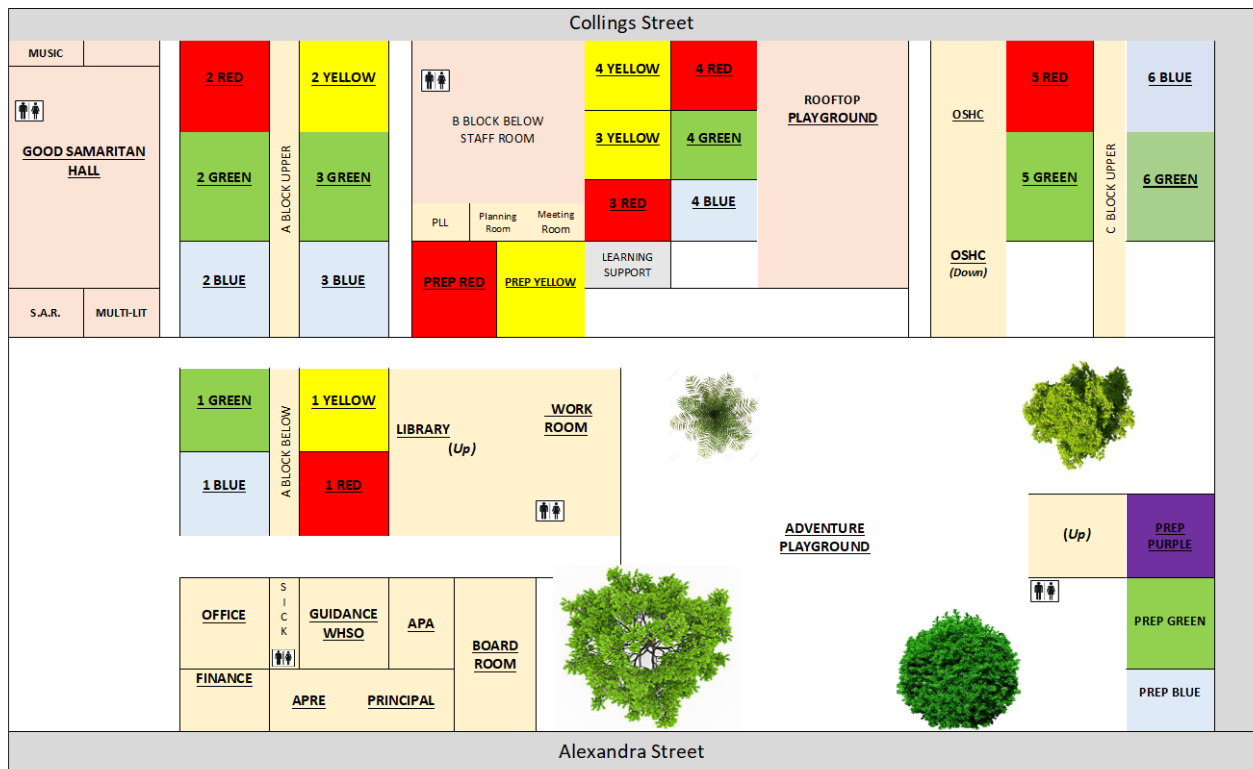 Collings Street
MUSIC
GOOD SAMARITAN
HALL
S.A.R.
MULTI-LIT
2 RED
2 GREEN
2 BLUE
A BLOCK UPPER
2 YELLOW
3 GREEN
3 BLUE
B BLOCK BELOW
STAFF ROOM
PLL
Planning
Room
Meeting
Room
PREP RED
PREP YELLOW
4 YELLOW
3 YELLOW
3 RED
LEARNING
SUPPORT
4 RED
4 GREEN
4 BLUE
ROOFTOP
PLAYGROUND
OSHC
OSHC
(Down)
5 RED
5 GREEN
C BLOCK UPPER
6 BLUE
6 GREEN
1 GREEN
1 BLUE
A BLOCK BELOW
1 YELLOW
1 RED
LIBRARY
(Up)
WORK
ROOM
ADVENTURE
PLAYGROUND
(Up)
PREP
PURPLE
PREP GREEN
PREP BLUE
OFFICE
SICK
GUIDANCE
WHSO
APA
BOARD
ROOM
FINANCE
APRE
PRINCIPAL
Alexandra Street